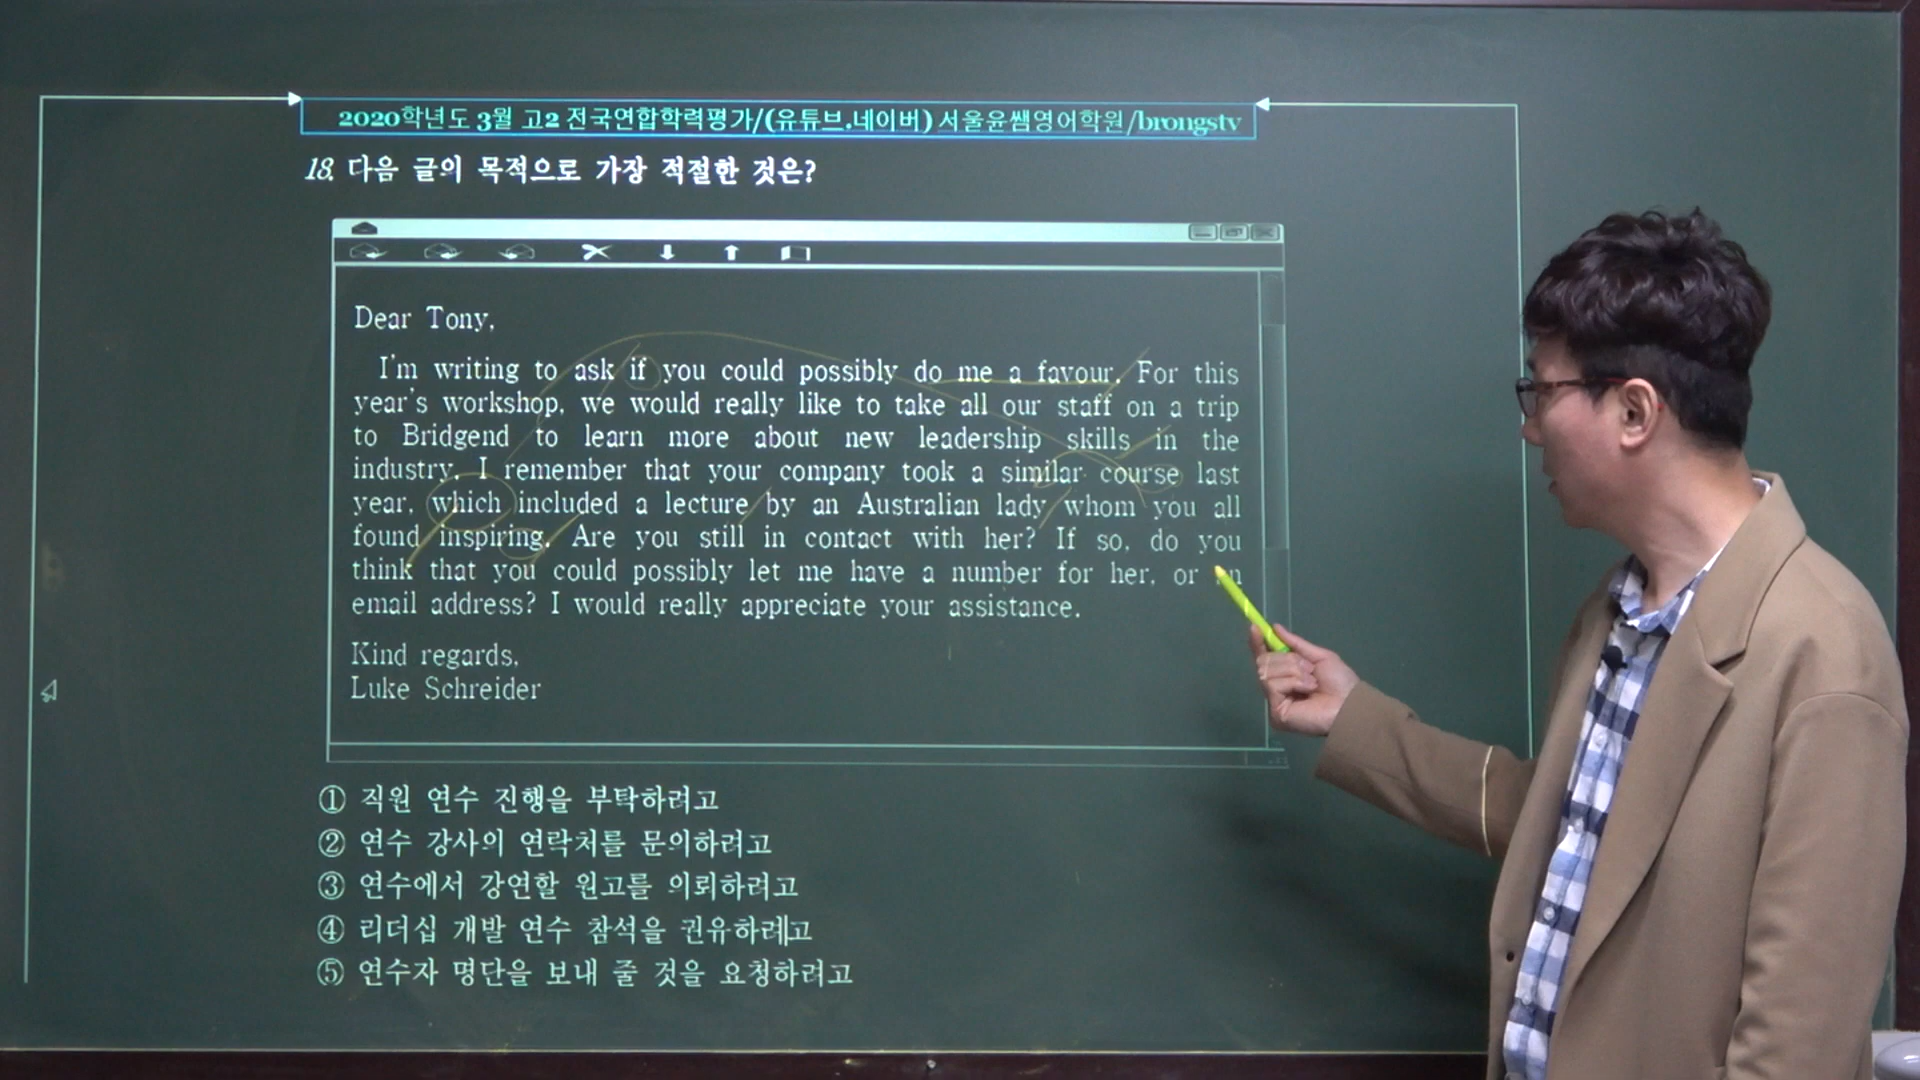 2020학년도 3월 고2 전국연합학력평가/(유튜브.네이버) 서울윤쌤영어학원/brongstv
18. 다음 글의 목적으로 가장 적절한 것은?
Dear Tony,
I'm writing to ask if you could possibly do me a favour. For this
year's workshop, we would really like to take all our staff on a trip
to Bridgend to learn more about new leadership skills in the
industry. I remember that your company took a similar course last
year, which included a lecture by an Australian lady whom you all
found inspiring. Are you still in contact with her? If so, do you
think that you could possibly let me have a number for her, or an
email address? I would really appreciate your assistance.
Kind regards,
Luke Schreider
① 직원 연수 진행을 부탁하려고
② 연수 강사의 연락처를 문의하려고
③ 연수에서 강연할 원고를 의뢰하려고
④ 리더십 개발 연수 참석을 권유하려고
⑤ 연수자 명단을 보내 줄 것을 요청하려고